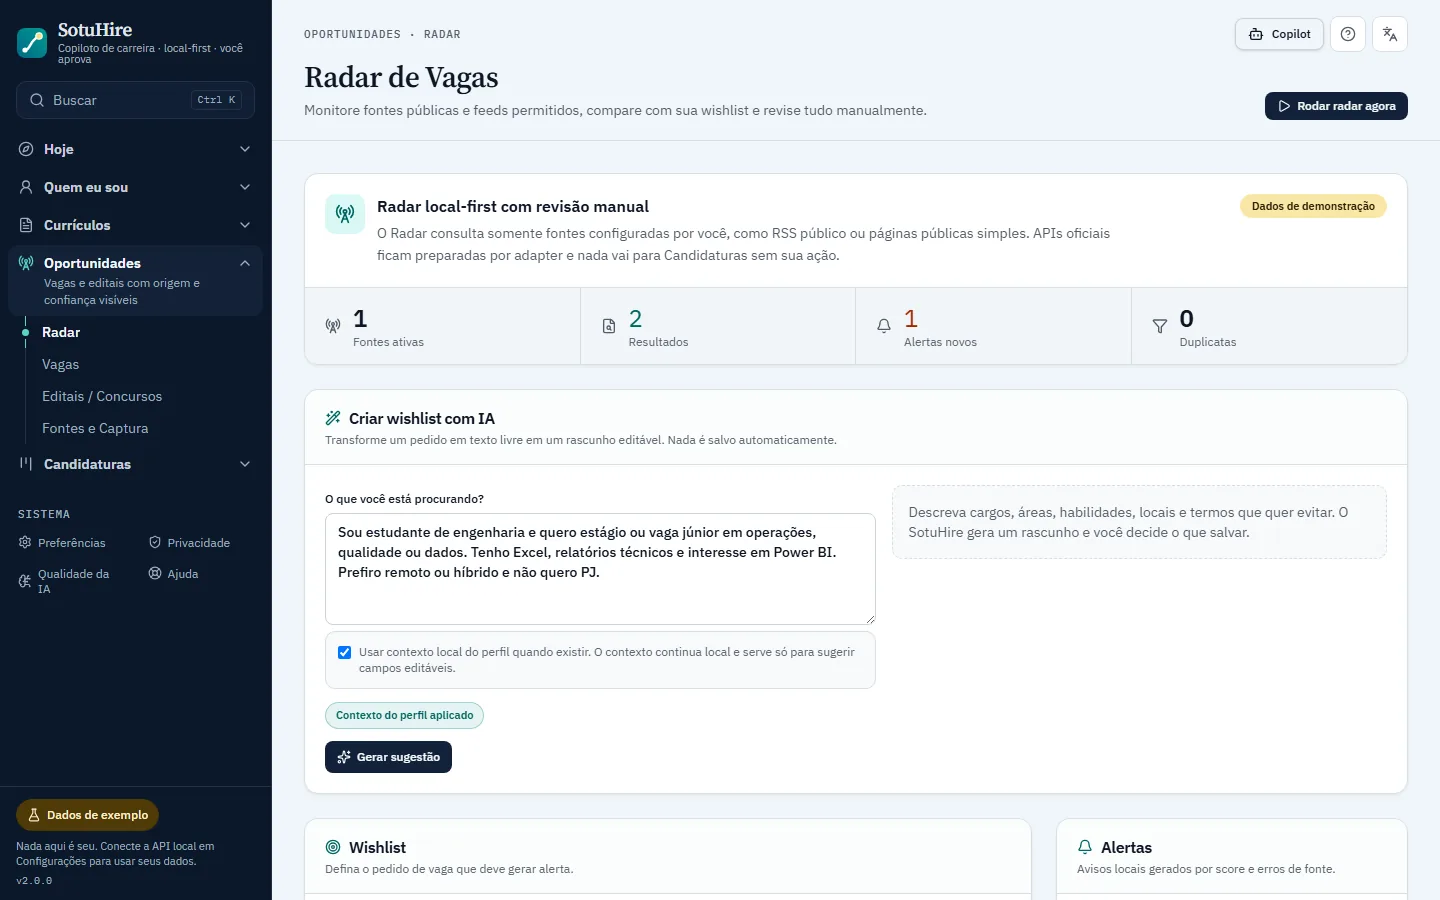 SotuHire
Copiloto de carreira · local-first · você
aprova
Buscar
Ctrl K
Hoje
Quem eu sou
Currículos
Oportunidades
Vagas e editais com origem e
confiança visíveis
Radar
Vagas
Editais / Concursos
Fontes e Captura
Candidaturas
SISTEMA
Preferências
Privacidade
Qualidade da
IA
Ajuda
Dados de exemplo
Nada aqui é seu. Conecte a API local em
Configurações para usar seus dados.
v2.0.0
OPORTUNIDADES · RADAR
Copilot
Radar de Vagas
Monitore fontes públicas e feeds permitidos, compare com sua wishlist e revise tudo manualmente.
Rodar radar agora
Radar local-first com revisão manual
Dados de demonstração
O Radar consulta somente fontes configuradas por você, como RSS público ou páginas públicas simples. APIs oficiais
ficam preparadas por adapter e nada vai para Candidaturas sem sua ação.
1
Fontes ativas
2
Resultados
1
Alertas novos
0
Duplicatas
Criar wishlist com IA
Transforme um pedido em texto livre em um rascunho editável. Nada é salvo automaticamente.
O que você está procurando?
Sou estudante de engenharia e quero estágio ou vaga júnior em operações,
qualidade ou dados. Tenho Excel, relatórios técnicos e interesse em Power BI.
Prefiro remoto ou híbrido e não quero PJ.
Descreva cargos, áreas, habilidades, locais e termos que quer evitar. O
SotuHire gera um rascunho e você decide o que salvar.
Usar contexto local do perfil quando existir. O contexto continua local e serve só para sugerir
campos editáveis.
Contexto do perfil aplicado
Gerar sugestão
Wishlist
Defina o pedido de vaga que deve gerar alerta.
Alertas
Avisos locais gerados por score e erros de fonte.